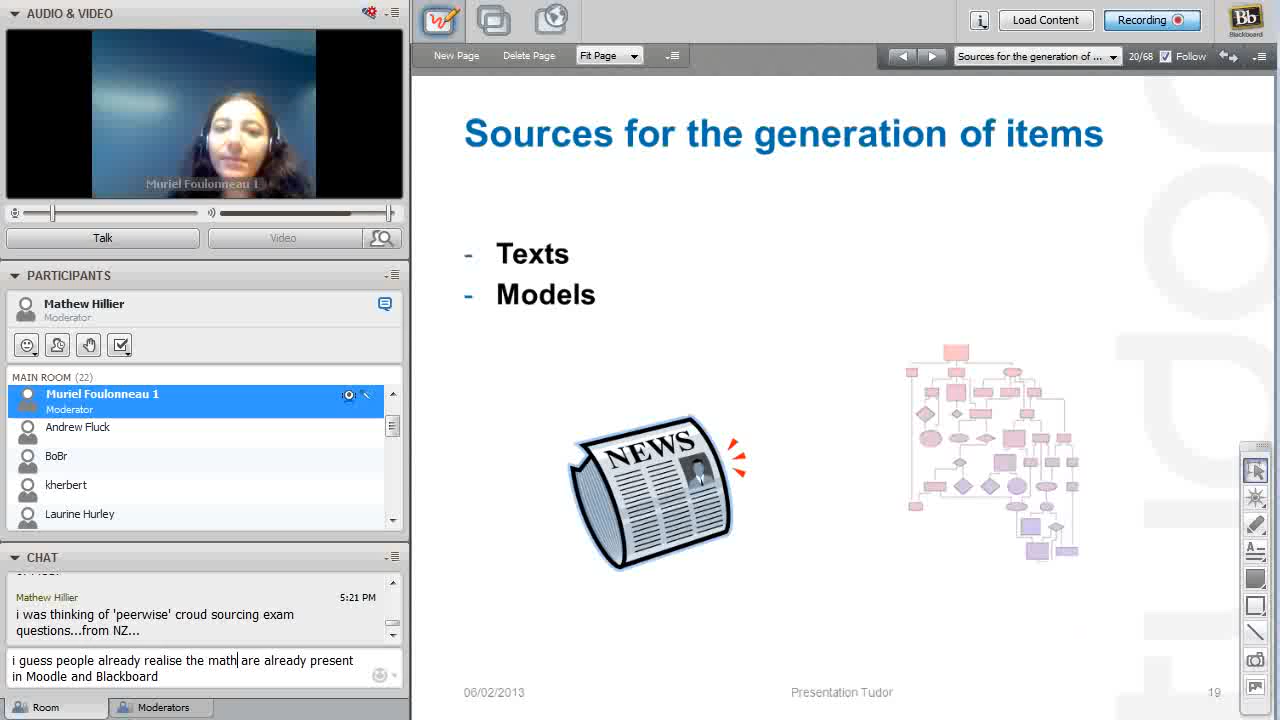 AUDIO & VIDEO
Muriel Foulonneau 1
Talk
Video
PARTICIPANTS
Mathew Hillier
Moderator
MAIN ROOM (22)
Muriel Foulonneau 1
Moderator
Andrew Fluck
BoBr
kherbert
Laurine Hurley
CHAT
Mathew Hillier 5:21 PM
i was thinking of 'peerwise' croud sourcing exam
questions...from NZ...
i guess people already realise the math are already present
in Moodle and Blackboard
Room Moderators
Load Content Recording
Bb
Blackboard
New Page Delete Page Fit Page
Sources for the generation of ... 20/68 Follow
Sources for the generation of items
- Texts
- Models
NEWS
06/02/2013 Presentation Tudor 19